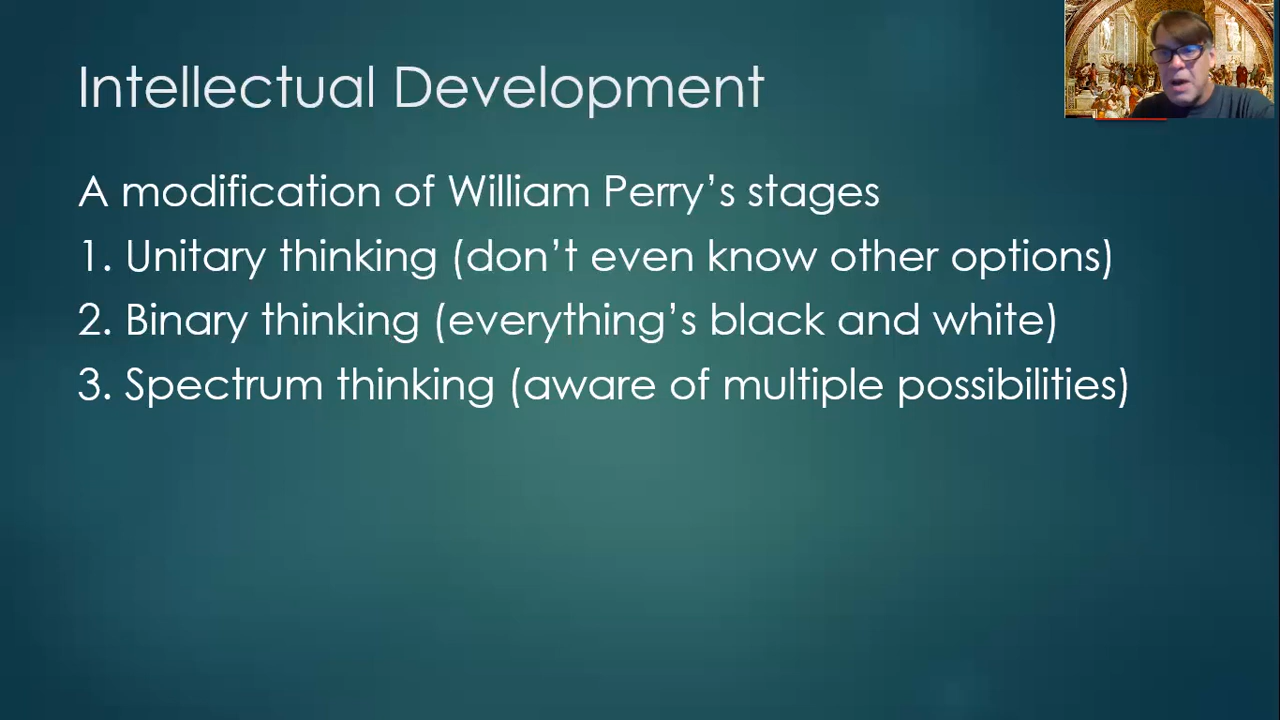 Intellectual Development
A modification of William Perry’s stages
1. Unitary thinking (don’t even know other options)
2. Binary thinking (everything’s black and white)
3. Spectrum thinking (aware of multiple possibilities)